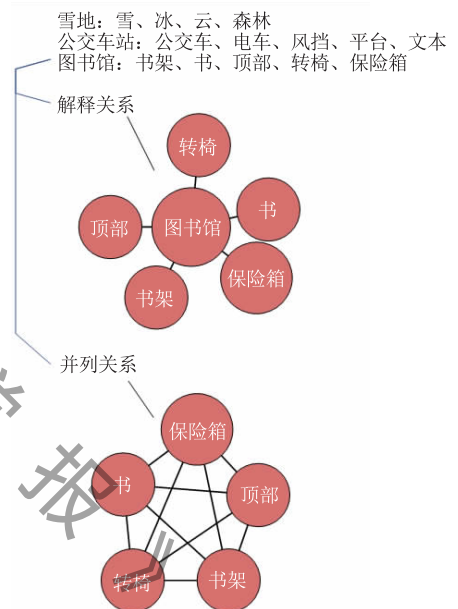 雪地：雪、冰、云、森林
公交车站：公交车、电车、风挡、平台、文本
图书馆：书架、书、顶部、转椅、保险箱
解释关系
转椅
顶部
图书馆
书
保险箱
书架
并列关系
保险箱
书
顶部
转椅
书架
学报》